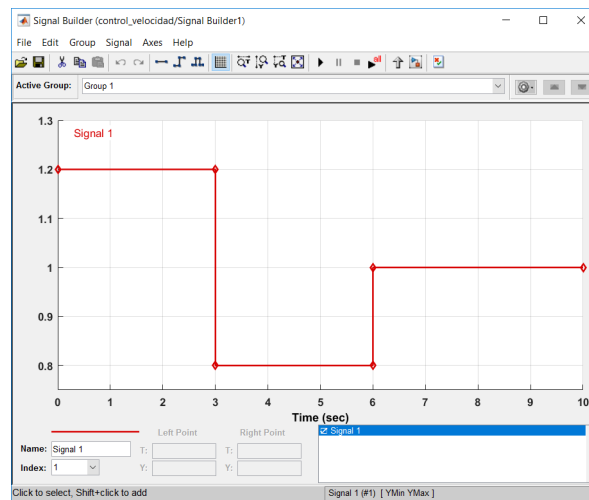 Signal Builder (control_velocidad/Signal Builder1)
File Edit Group Signal Axes Help
all
Active Group: Group 1
1.3
Signal 1
1.2
1.1
1
0.9
0.8
0 1 2 3 4 5 6 7 8 9 10
Time (sec)
Left Point Right Point
Signal 1
Name: Signal 1 T: T:
Index: 1 Y: Y:
Click to select, Shift+click to add
Signal 1 (#1) [ YMin YMax ]